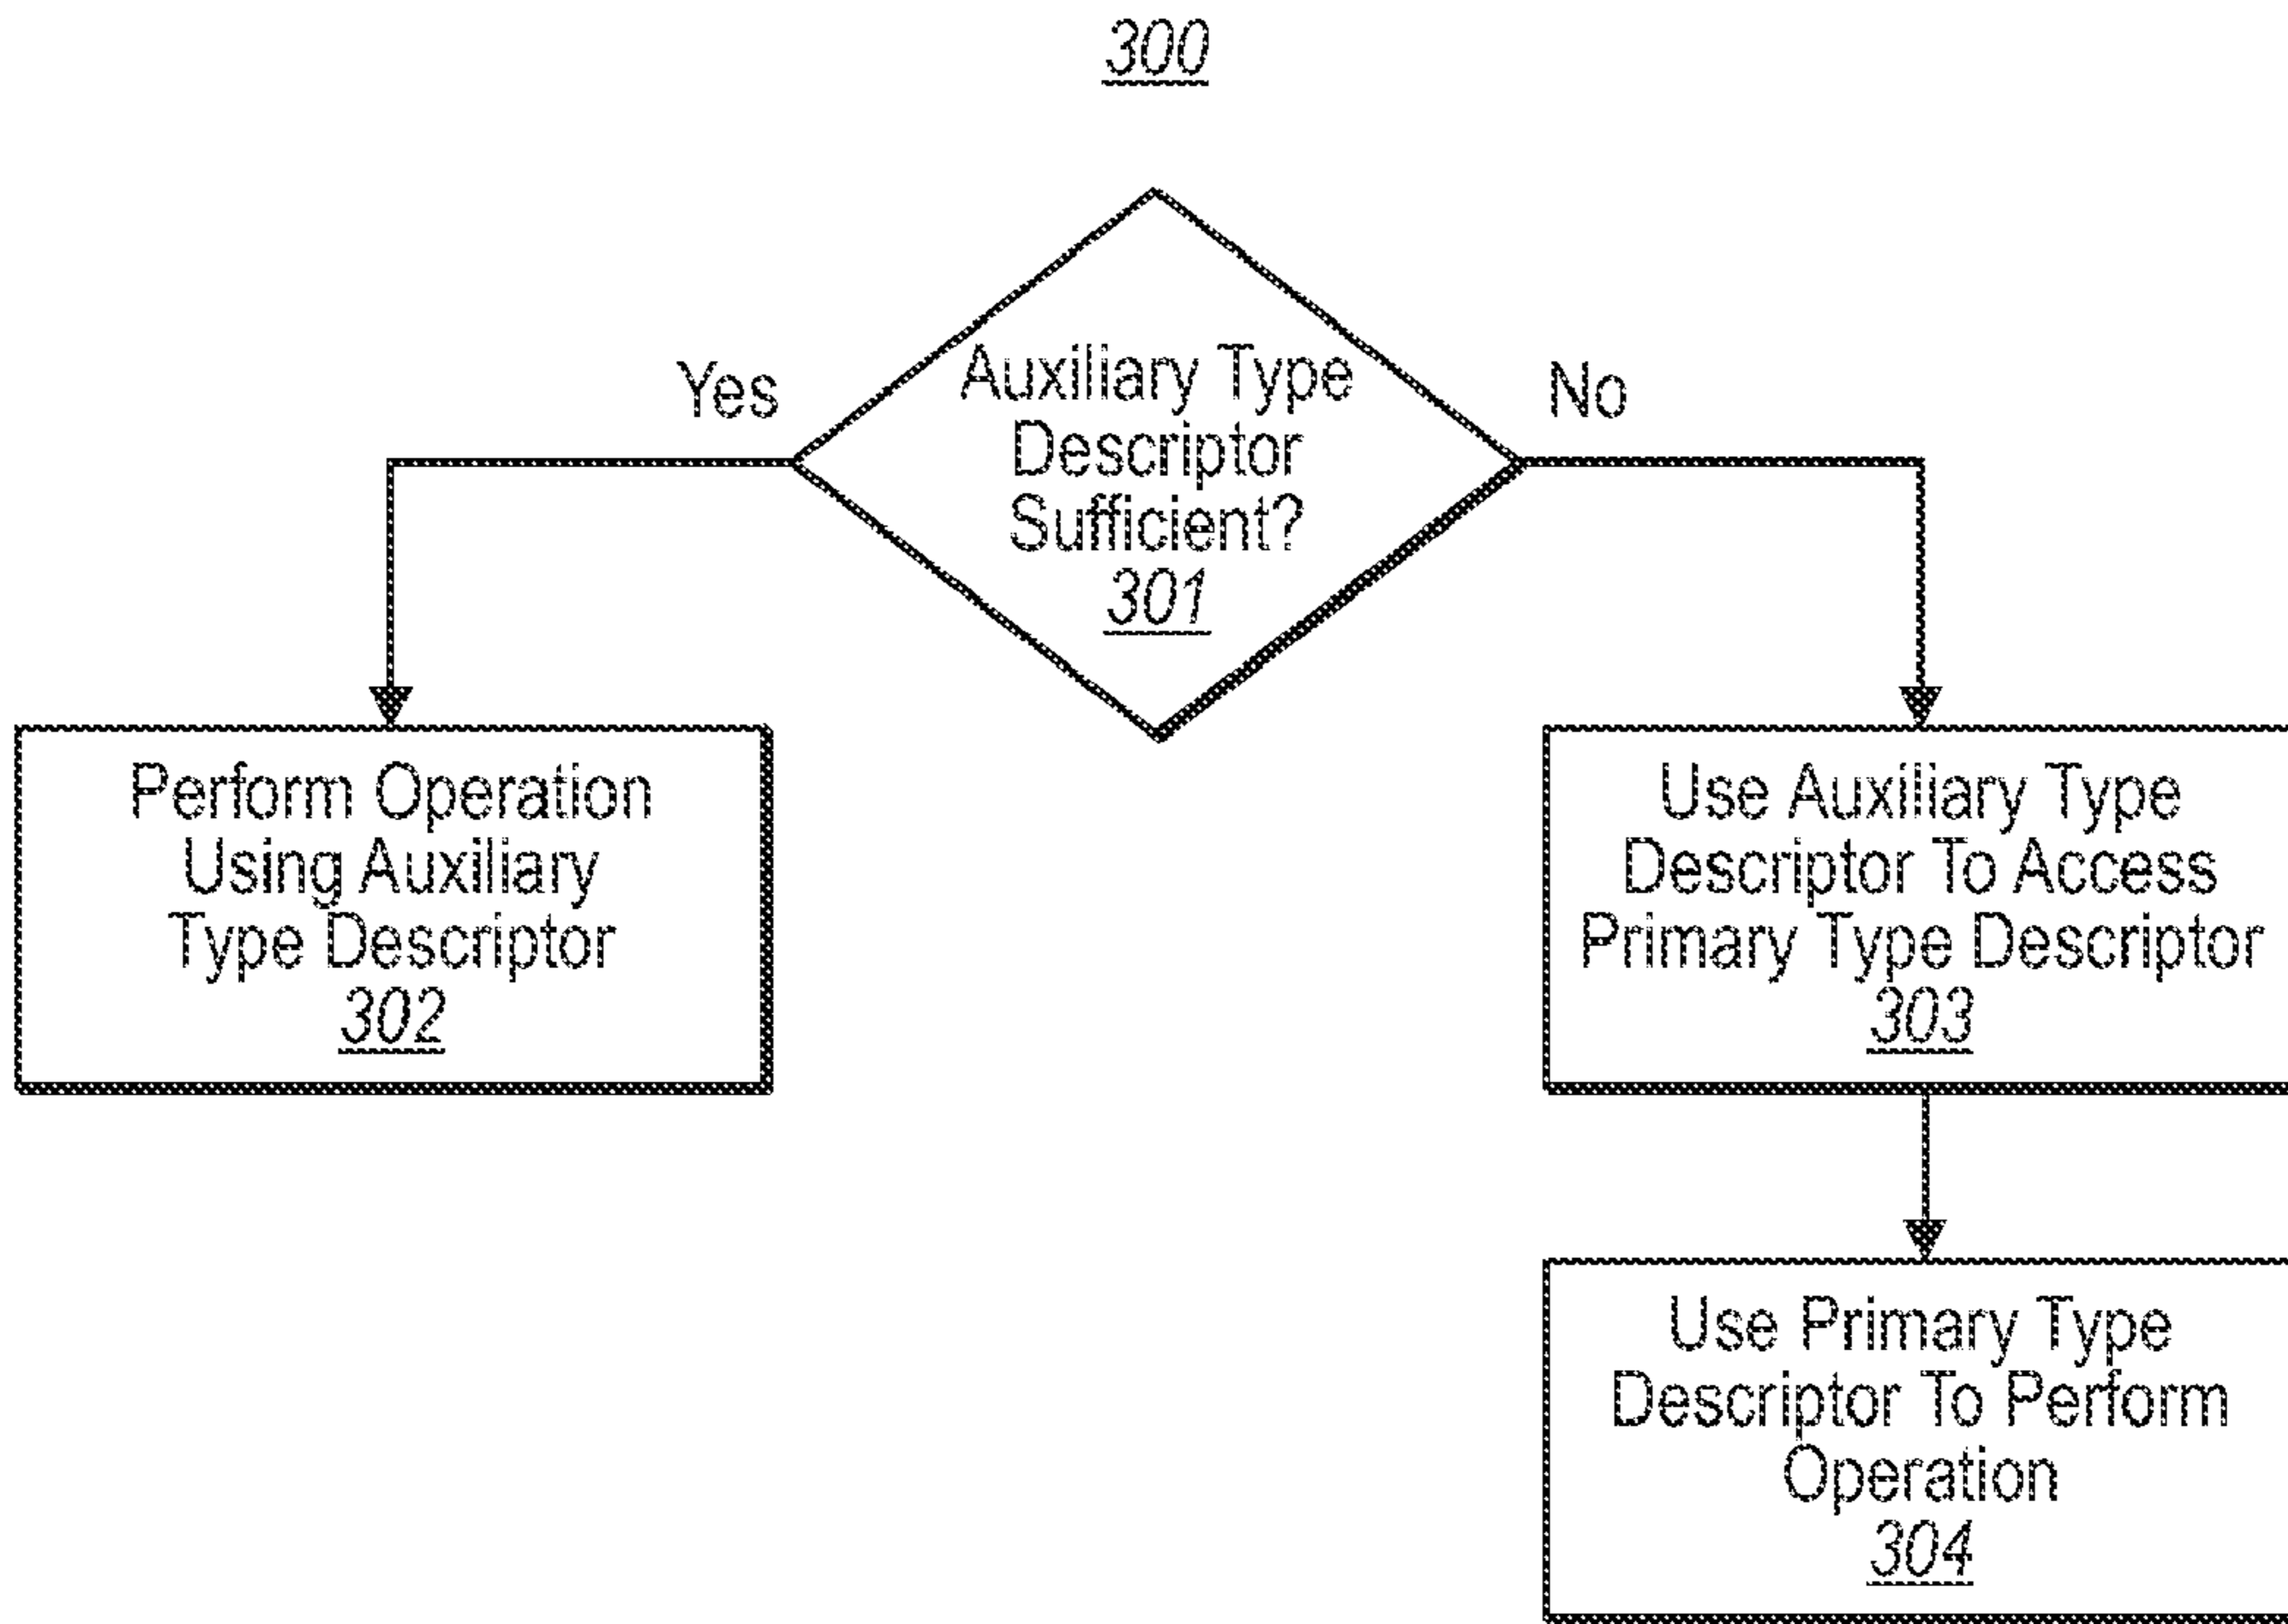 300
Yes
Auxiliary Type
Descriptor
Sufficient?
301
No
Perform Operation
Using Auxiliary
Type Descriptor
302
Use Auxiliary Type
Descriptor To Access
Primary Type Descriptor
303
Use Primary Type
Descriptor To Perform
Operation
304